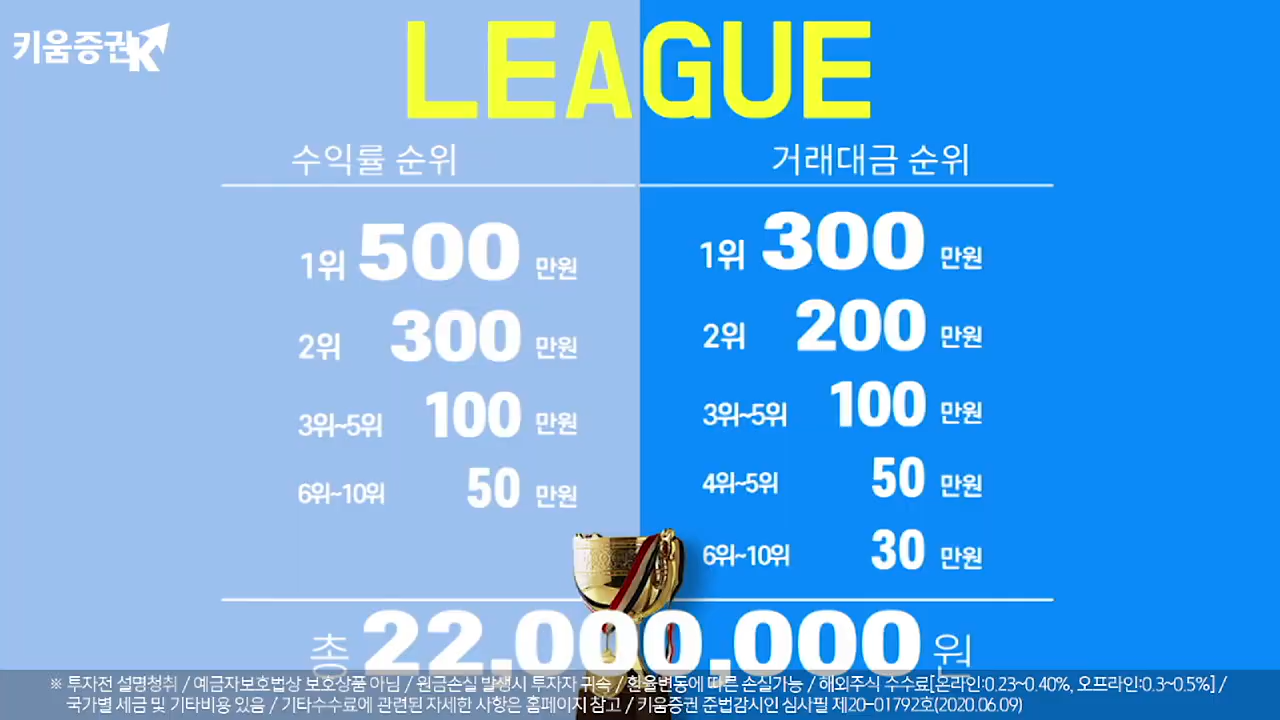 키움증권
LEAGUE
수익률 순위
1위 500 만원
2위 300 만원
3위~5위 100 만원
6위~10위 50 만원
거래대금 순위
1위 300 만원
2위 200 만원
3위~5위 100 만원
4위~5위 50 만원
6위~10위 30 만원
총 22,000,000 원
※ 투자전 설명청취 / 예금자보호법상 보호상품 아님 / 원금손실 발생시 투자자 귀속 / 환율변동에 따른 손실가능 / 해외주식 수수료[온라인:0.23~0.40%, 오프라인:0.3~0.5%] /
국가별 세금 및 기타비용 있음 / 기타수수료에 관련된 자세한 사항은 홈페이지 참고 / 키움증권 준법감시인 심사필 제20-01792호(2020.06.09)